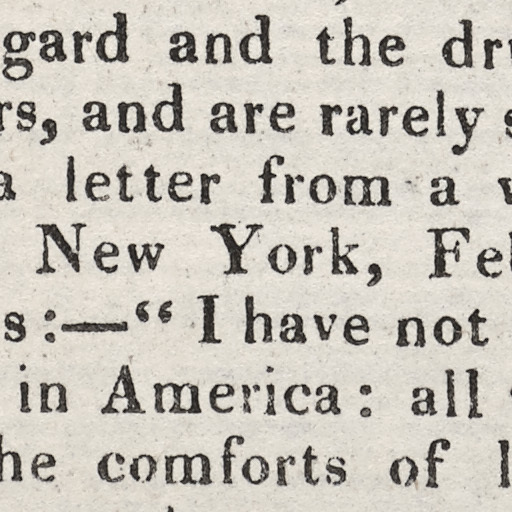 gard and the dr
rs, and are rarely s
a letter from a
New York, Fe
s:—“ I have not
in America: all
he comforts of l